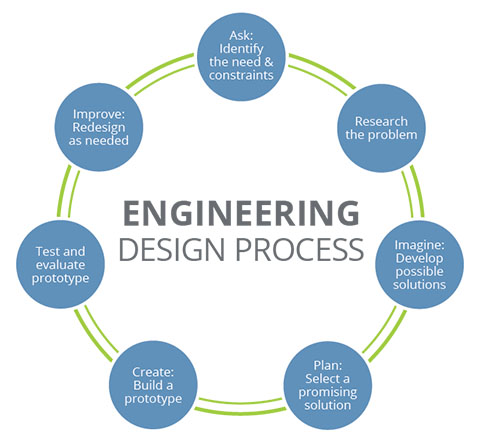 Ask:
Identify
the need &
constraints
Research
the problem
Imagine:
Develop
possible
solutions
Plan:
Select a
promising
solution
Create:
Build a
prototype
Test and
evaluate
prototype
Improve:
Redesign
as needed
ENGINEERING
DESIGN PROCESS